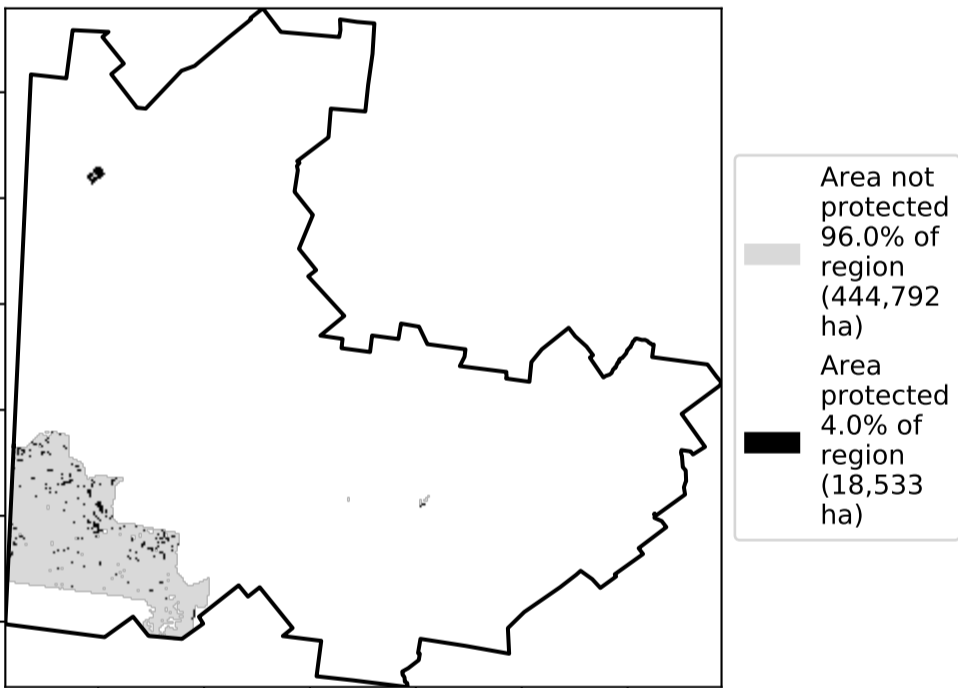 Area not
protected
96.0% of
region
(444,792
ha)
Area
protected
4.0% of
region
(18,533
ha)